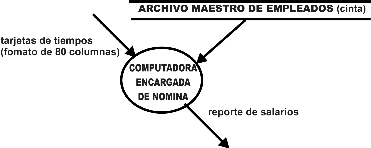 ARCHIVO MAESTRO DE EMPLEADOS (cinta)
tarjetas de tiempos
(fomato de 80 columnas)
COMPUTADORA
ENCARGADA
DE NOMINA
reporte de salarios